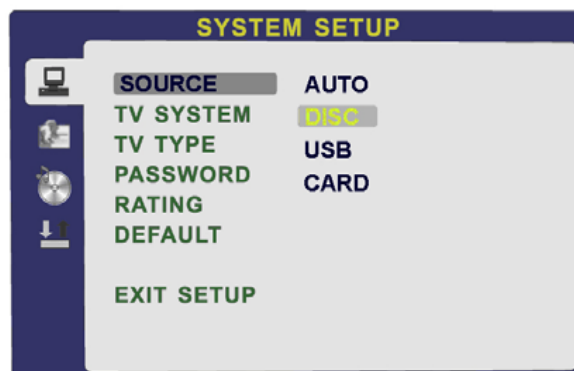 SYSTEM SETUP
SOURCE AUTO
TV SYSTEM DISC
TV TYPE USB
PASSWORD CARD
RATING
DEFAULT
EXIT SETUP